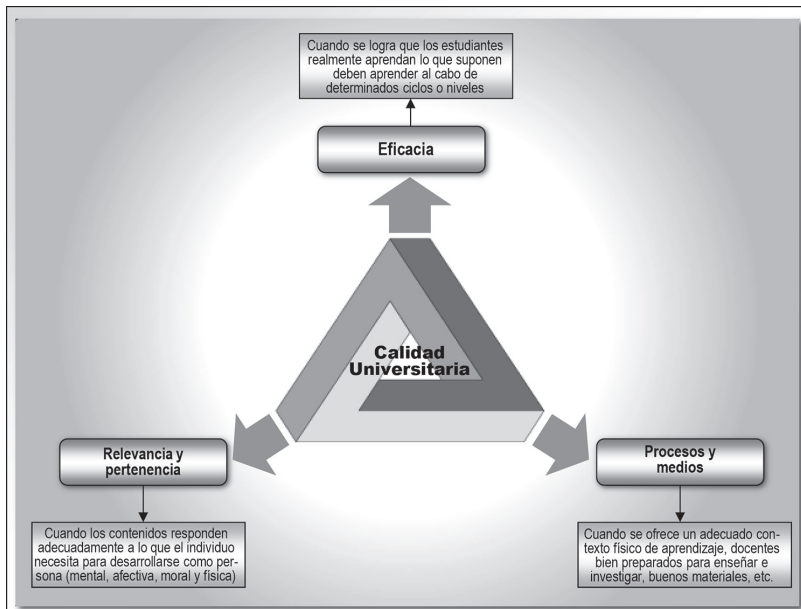 Cuando se logra que los estudiantes
realmente aprendan lo que suponen
deben aprender al cabo de
determinados ciclos o niveles
Eficacia
Calidad
Universitaria
Relevancia y
pertenencia
Cuando los contenidos responden
adecuadamente a lo que el individuo
necesita para desarrollarse como per-
sona (mental, afectiva, moral y física)
Procesos y
medios
Cuando se ofrece un adecuado con-
texto físico de aprendizaje, docentes
bien preparados para enseñar e
investigar, buenos materiales, etc.